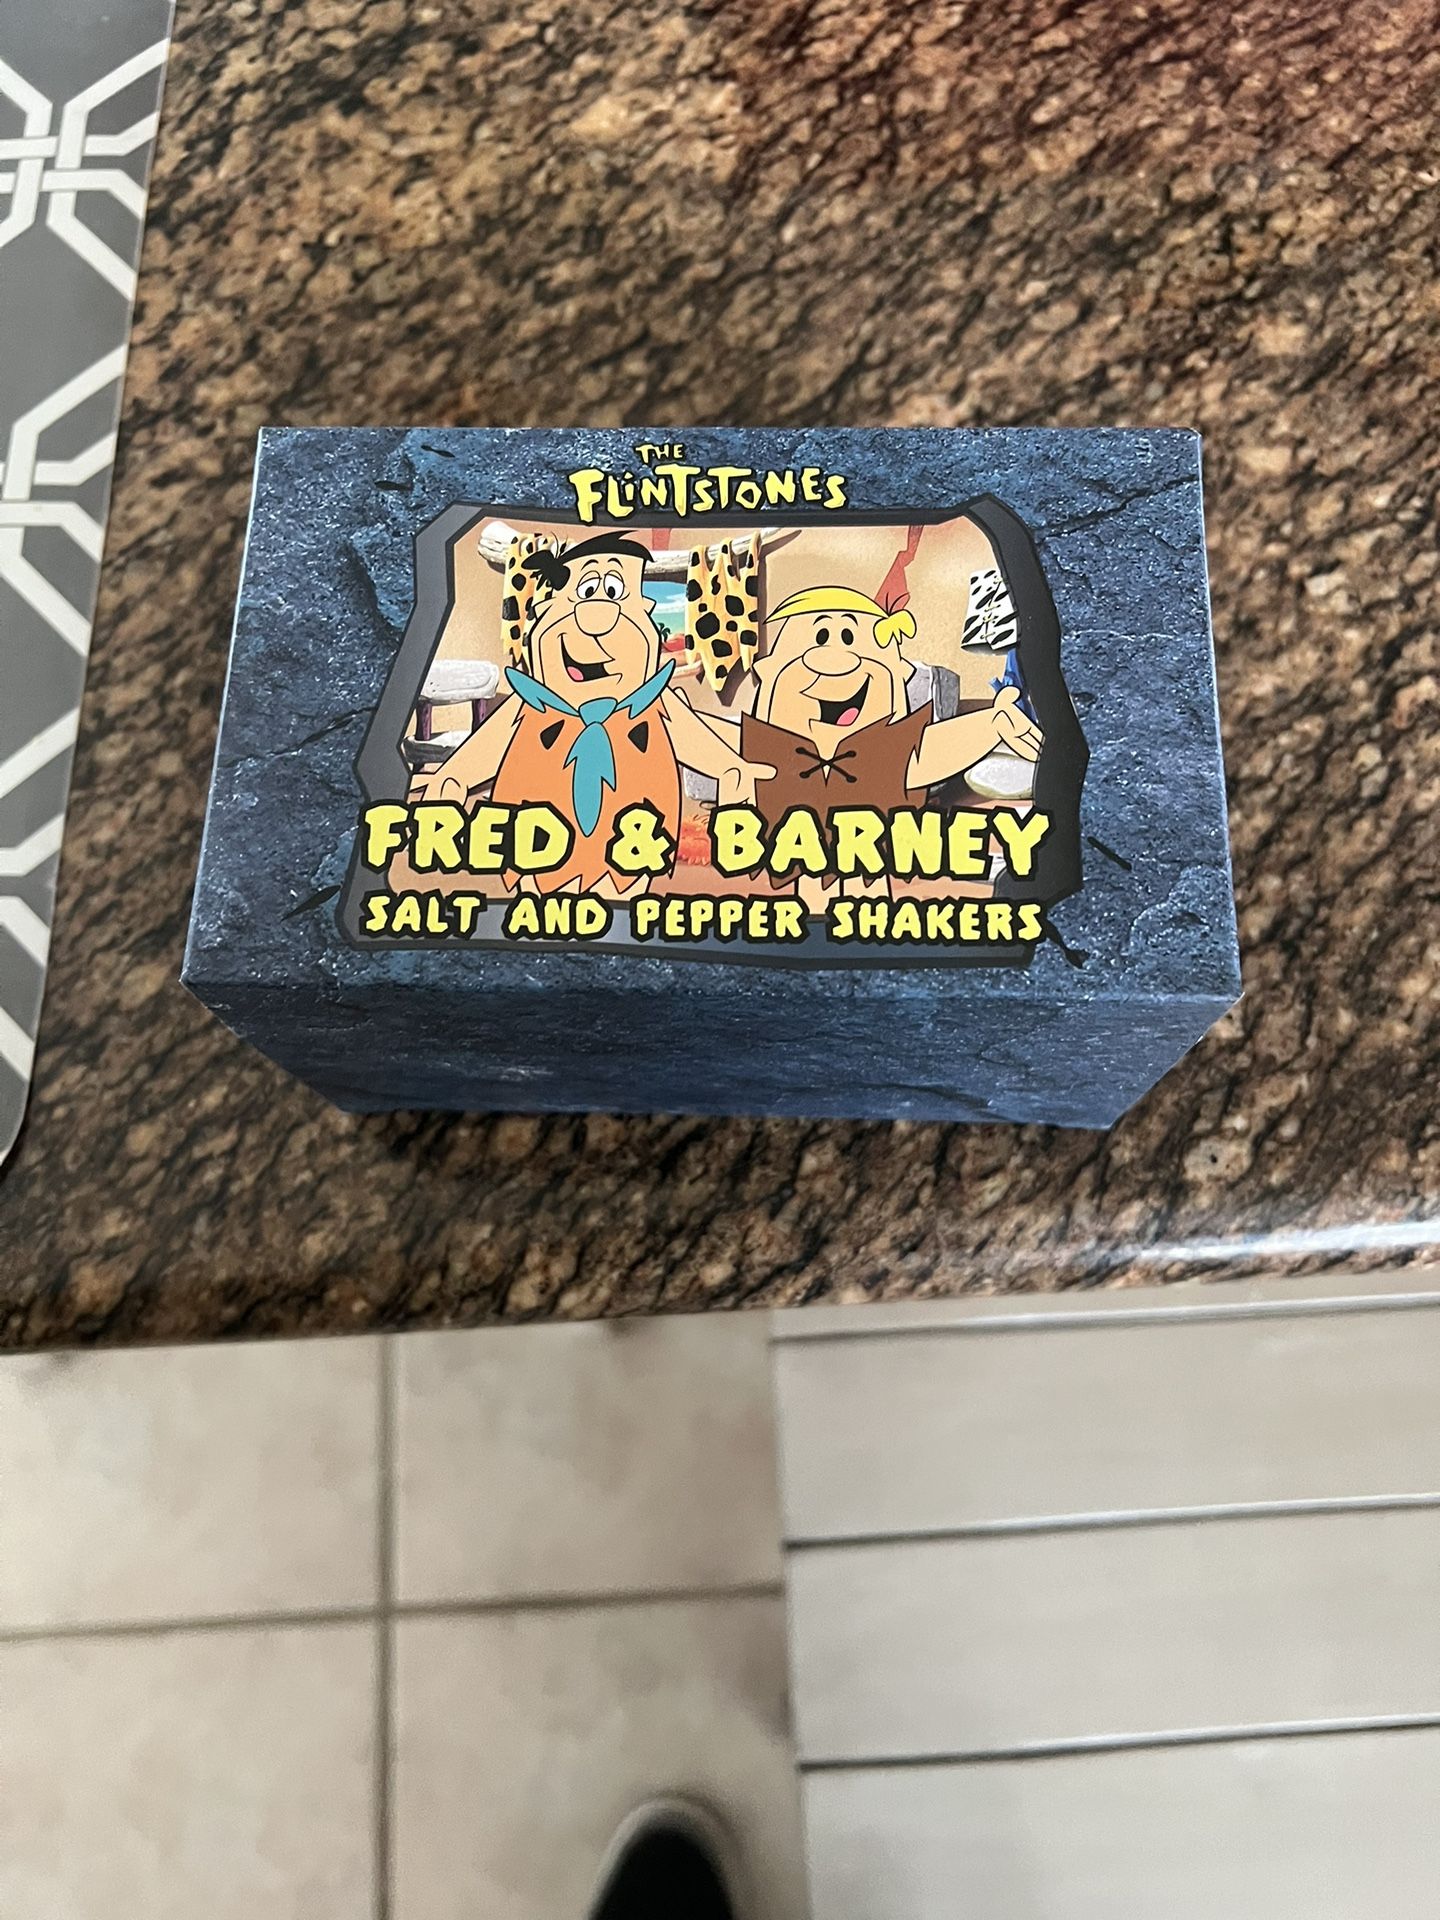 THE
FLINTSTONES
FRED & BARNEY
SALT AND PEPPER SHAKERS